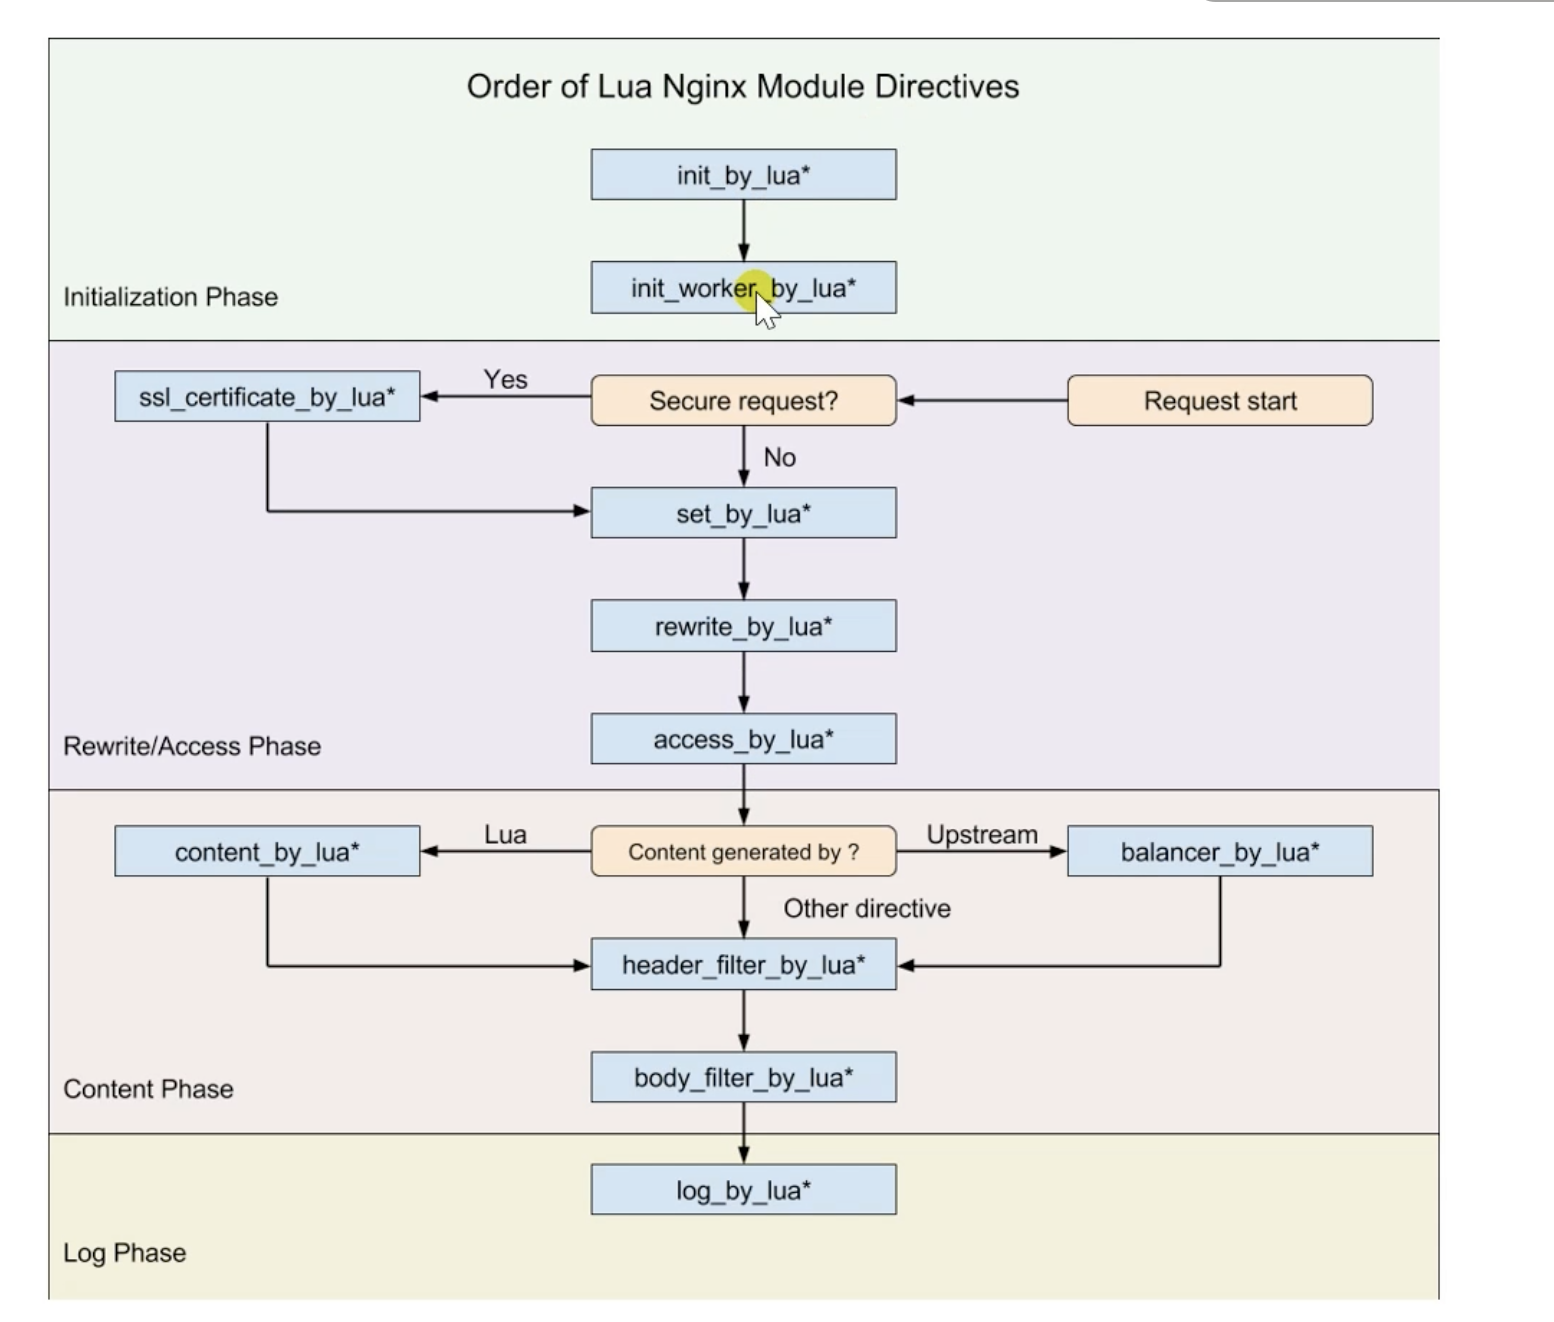 Order of Lua Nginx Module Directives
init_by_lua*
init_worker_by_lua*
Initialization Phase
ssl_certificate_by_lua*
Yes
Secure request?
Request start
No
set_by_lua*
rewrite_by_lua*
access_by_lua*
Rewrite/Access Phase
content_by_lua*
Lua
Content generated by ?
Upstream
balancer_by_lua*
Other directive
header_filter_by_lua*
body_filter_by_lua*
Content Phase
log_by_lua*
Log Phase